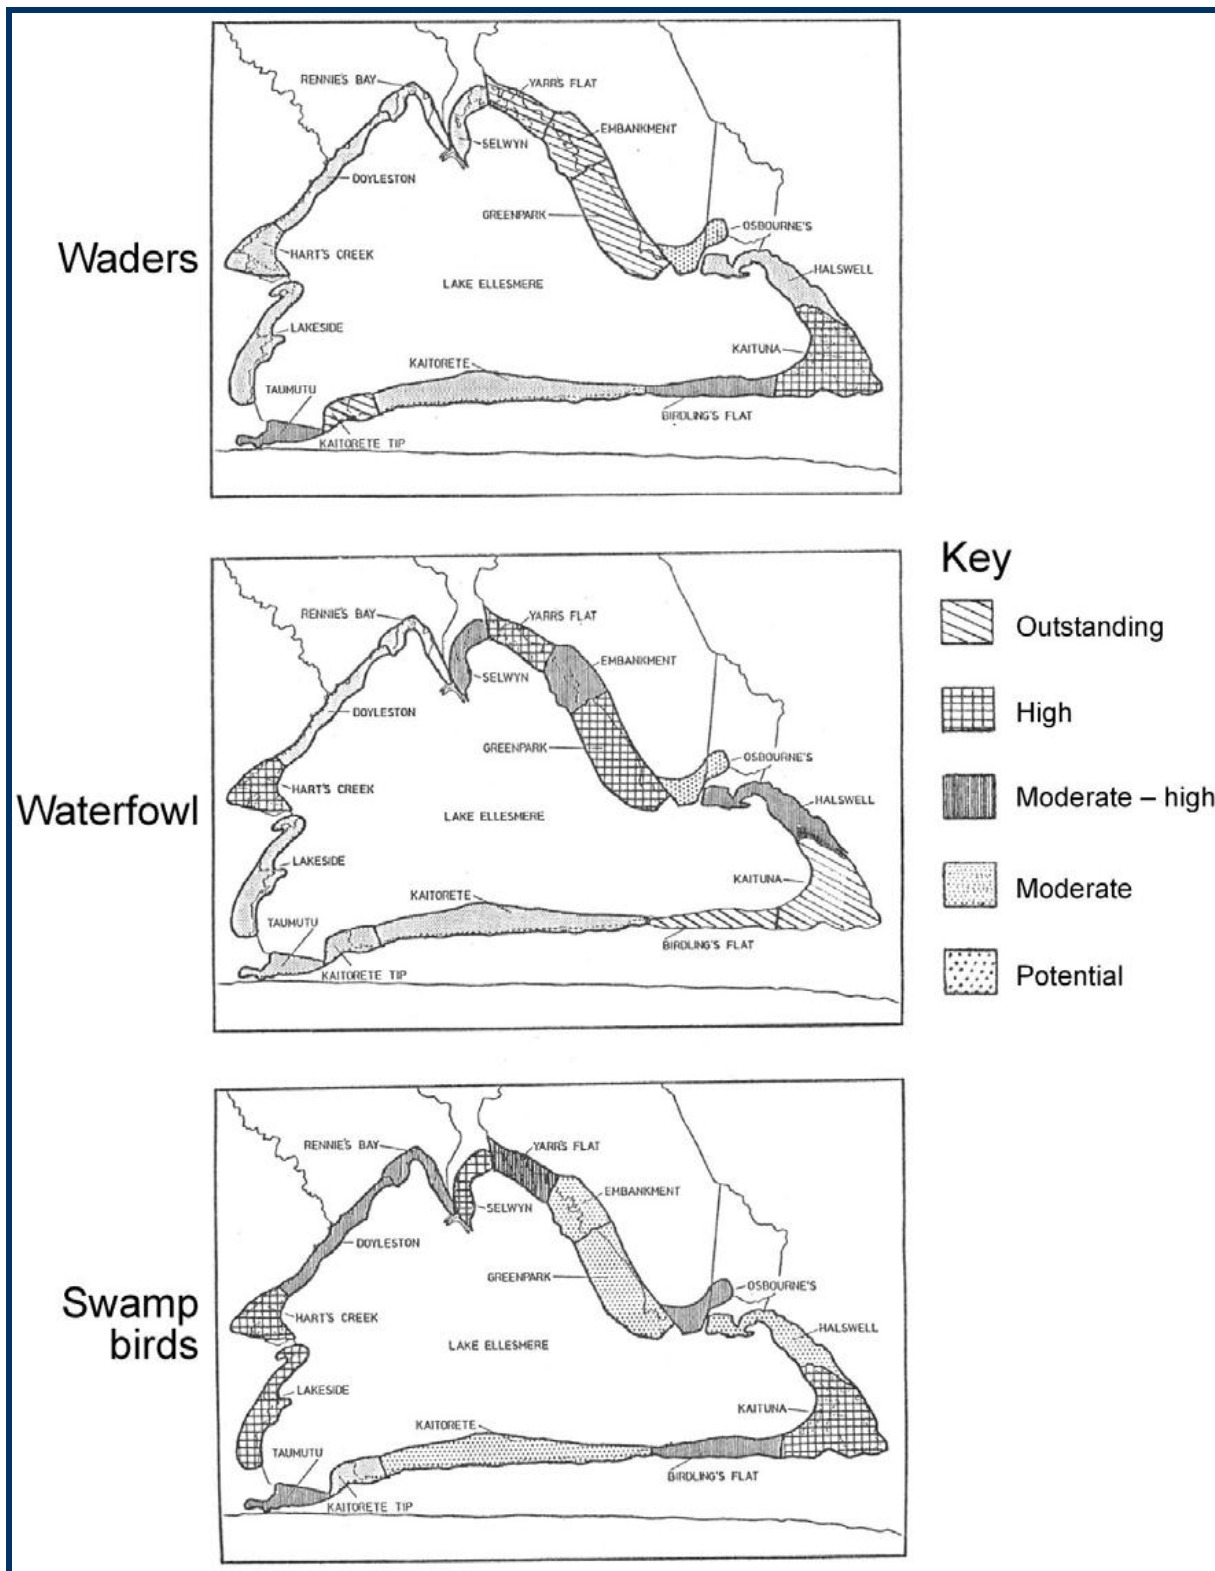 Waders
RENNIE'S BAY
YARR'S FLAT
EMBANKMENT
SELWYN
DOYLESTON
GREENPARK
OSBOURNE'S
HART'S CREEK
HALSWELL
LAKE ELLESMERE
LAKESIDE
KAITUNA
KAITORETE
TAUMUTU
BIRDLING'S FLAT
KAITORETE TIP
Waterfowl
RENNIE'S BAY
YARR'S FLAT
EMBANKMENT
SELWYN
DOYLESTON
GREENPARK
OSBOURNE'S
HART'S CREEK
HALSWELL
LAKE ELLESMERE
LAKESIDE
KAITUNA
KAITORETE
TAUMUTU
BIRDLING'S FLAT
KAITORETE TIP
Key
Outstanding
High
Moderate – high
Moderate
Potential
Swamp
birds
RENNIE'S BAY
YARR'S FLAT
EMBANKMENT
SELWYN
DOYLESTON
GREENPARK
OSBOURNE'S
HART'S CREEK
HALSWELL
LAKE ELLESMERE
LAKESIDE
KAITUNA
KAITORETE
TAUMUTU
BIRDLING'S FLAT
KAITORETE TIP